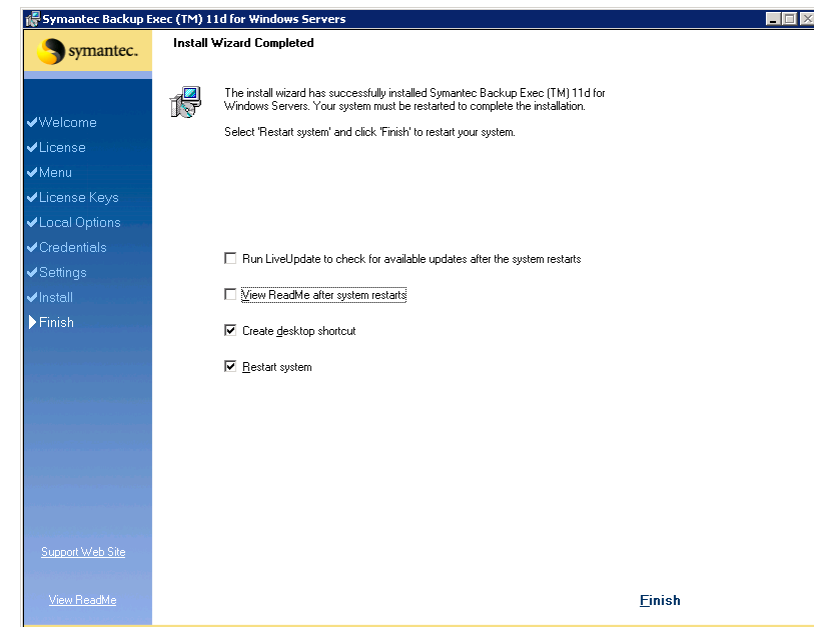 Symantec Backup Exec (TM) 11d for Windows Servers
symantec.
Install Wizard Completed
The install wizard has successfully installed Symantec Backup Exec (TM) 11d for
Windows Servers. Your system must be restarted to complete the installation.
Select 'Restart system' and click 'Finish' to restart your system.
Welcome
License
Menu
License Keys
Local Options
Credentials
Settings
Install
Finish
Run LiveUpdate to check for available updates after the system restarts
View ReadMe after system restarts
Create desktop shortcut
Restart system
Support Web Site
View ReadMe
Finish